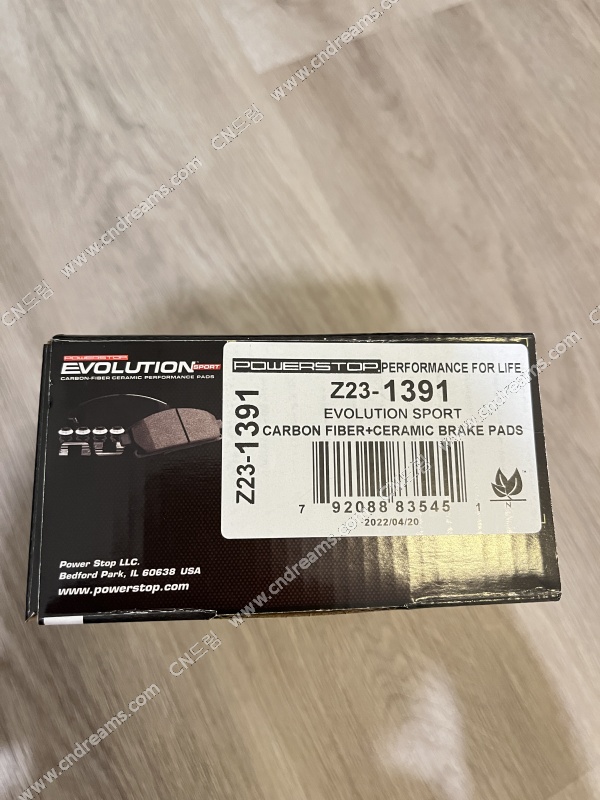 POWERSTOP
EVOLUTION SPORT
CARBON-FIBER CERAMIC PERFORMANCE PADS
Power Stop LLC.
Bedford Park, IL 60638 USA
www.powerstop.com
Z23-1391
POWERSTOP PERFORMANCE FOR LIFE
Z23-1391
EVOLUTION SPORT
CARBON FIBER+CERAMIC BRAKE PADS
7 92088 83545 1
2022/04/20
N
CN드림 www.cndreams.com